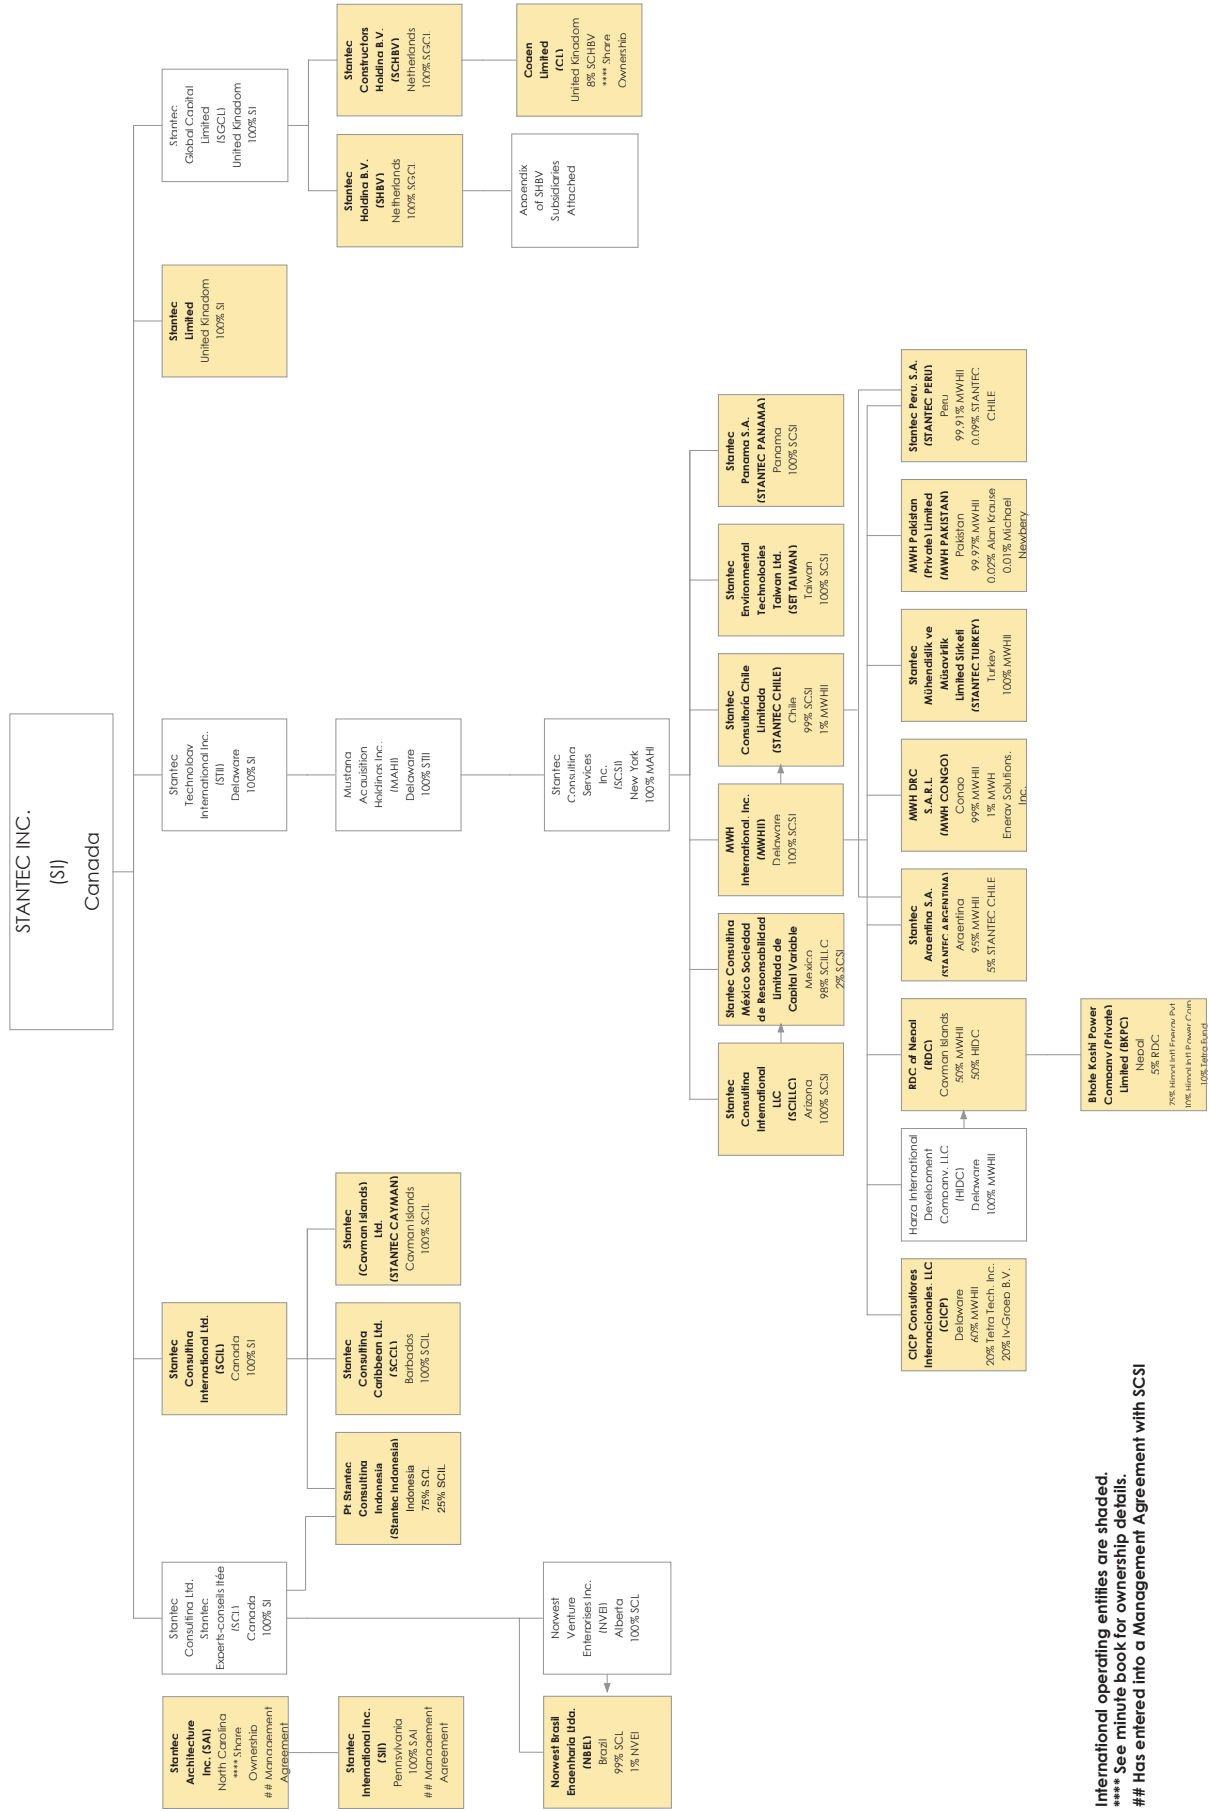 STANTEC INC.
(SI)
Canada
Stantec
Architecture
Inc. (SAI)
North Carolina
**** Share
Ownership
## Management
Agreement
Stantec
Consulting Ltd.
Stantec
Experts-conseils ltée
(SCL)
Canada
100% SI
Stantec
Consulting
International Ltd.
(SCIL)
Canada
100% SI
Stantec
Technology
International Inc.
(STII)
Delaware
100% SI
Stantec
Limited
United Kingdom
100% SI
Stantec
Global Capital
Limited
(SGCL)
United Kingdom
100% SI
Stantec
International Inc.
(SII)
Pennsylvania
100% SAI
## Management
Agreement
Pt Stantec
Consulting
Indonesia
(Stantec Indonesia)
Indonesia
75% SCL
25% SCIL
Stantec
Consulting
Caribbean Ltd.
(SCCL)
Barbados
100% SCIL
Stantec
(Cayman Islands)
Ltd.
(STANTEC CAYMAN)
Cayman Islands
100% SCIL
Mustang
Acquisition
Holdings Inc.
(MAHI)
Delaware
100% STII
Stantec
Holding B.V.
(SHBV)
Netherlands
100% SGCL
Stantec
Constructors
Holding B.V.
(SCHBV)
Netherlands
100% SGCL
Norwest Brasil
Engenharia Ltda.
(NBEL)
Brazil
99% SCL
1% NVEI
Norwest
Venture
Enterprises Inc.
(NVEI)
Alberta
100% SCL
Stantec
Consulting
Services
Inc.
(SCSI)
New York
100% MAHI
Appendix
of SHBV
Subsidiaries
Attached
Cogen
Limited
(CL)
United Kingdom
8% SCHBV
**** Share
Ownership
Stantec
Consulting
International
LLC
(SCILLC)
Arizona
100% SCSI
Stantec Consulting
México Sociedad
de Responsabilidad
Limitada de
Capital Variable
Mexico
98% SCILLC
2% SCSI
MWH
International, Inc.
(MWHII)
Delaware
100% SCSI
Stantec
Consultoría Chile
Limitada
(STANTEC CHILE)
Chile
99% SCSI
1% MWHII
Stantec
Environmental
Technologies
Taiwan Ltd.
(SET TAIWAN)
Taiwan
100% SCSI
Stantec
Panama S.A.
(STANTEC PANAMA)
Panama
100% SCSI
CICP Consultores
Internacionales, LLC
(CICP)
Delaware
60% MWHII
20% Tetra Tech, Inc.
20% Iv-Groep B.V.
Harza International
Development
Company, LLC
(HIDC)
Delaware
100% MWHII
RDC of Nepal
(RDC)
Cayman Islands
50% MWHII
50% HIDC
Stantec
Argentina S.A.
(STANTEC ARGENTINA)
Argentina
95% MWHII
5% STANTEC CHILE
MWH DRC
S.A.R.L
(MWH CONGO)
Congo
99% MWHII
1% MWH
Energy Solutions,
Inc.
Stantec
Mühendislik ve
Müsavirlik
Limited Sirketi
(STANTEC TURKEY)
Turkey
100% MWHII
MWH Pakistan
(Private) Limited
(MWH PAKISTAN)
Pakistan
99.97% MWHII
0.02% Alan Krause
0.01% Michael
Newbery
Stantec Peru, S.A.
(STANTEC PERU)
Peru
99.91% MWHII
0.09% STANTEC
CHILE
Bhote Koshi Power
Company (Private)
Limited (BKPC)
Nepal
5% RDC
75% Himal Intl Energy Pvt
10% Himal Intl Power Com
10% Tetra Fund
International operating entities are shaded.
**** See minute book for ownership details.
## Has entered into a Management Agreement with SCSI